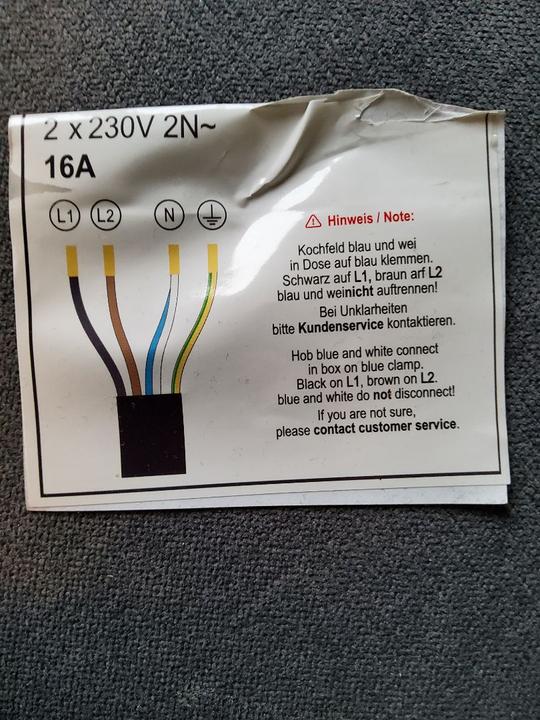 2 x 230V 2N~
16A
L1 L2 N
Hinweis / Note:
Kochfeld blau und wei
in Dose auf blau klemmen.
Schwarz auf L1, braun arf L2
blau und weinicht auftrennen!
Bei Unklarheiten
bitte Kundenservice kontaktieren.
Hob blue and white connect
in box on blue clamp.
Black on L1, brown on L2.
blue and white do not disconnect!
If you are not sure,
please contact customer service.